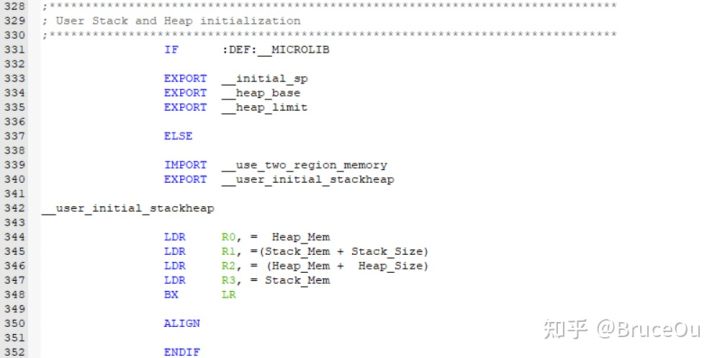 328 ;*******************************************************************************
329 ; User Stack and Heap initialization
330 ;*******************************************************************************
331 IF :DEF:__MICROLIB
332
333 EXPORT __initial_sp
334 EXPORT __heap_base
335 EXPORT __heap_limit
336
337 ELSE
338
339 IMPORT __use_two_region_memory
340 EXPORT __user_initial_stackheap
341
342 __user_initial_stackheap
343
344 LDR R0, = Heap_Mem
345 LDR R1, =(Stack_Mem + Stack_Size)
346 LDR R2, = (Heap_Mem + Heap_Size)
347 LDR R3, = Stack_Mem
348 BX LR
349
350 ALIGN
351
352 ENDIF
知乎 @BruceOu